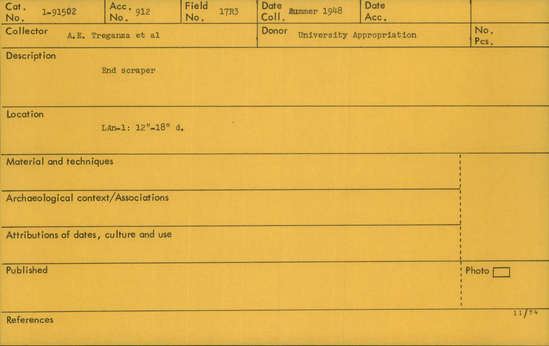 Cat. No. 1-91502 Acc. No. 912 Field No. 17R3 Date Coll. Summer 1948 Date Acc.
Collector A.E. Treganza et al Donor University Appropriation No. Pcs.
Description
End scraper
Location
LAn-1: 12"-18" d.
Material and techniques
Archaeological context/Associations
Attributions of dates, culture and use
Published Photo
References 11/54